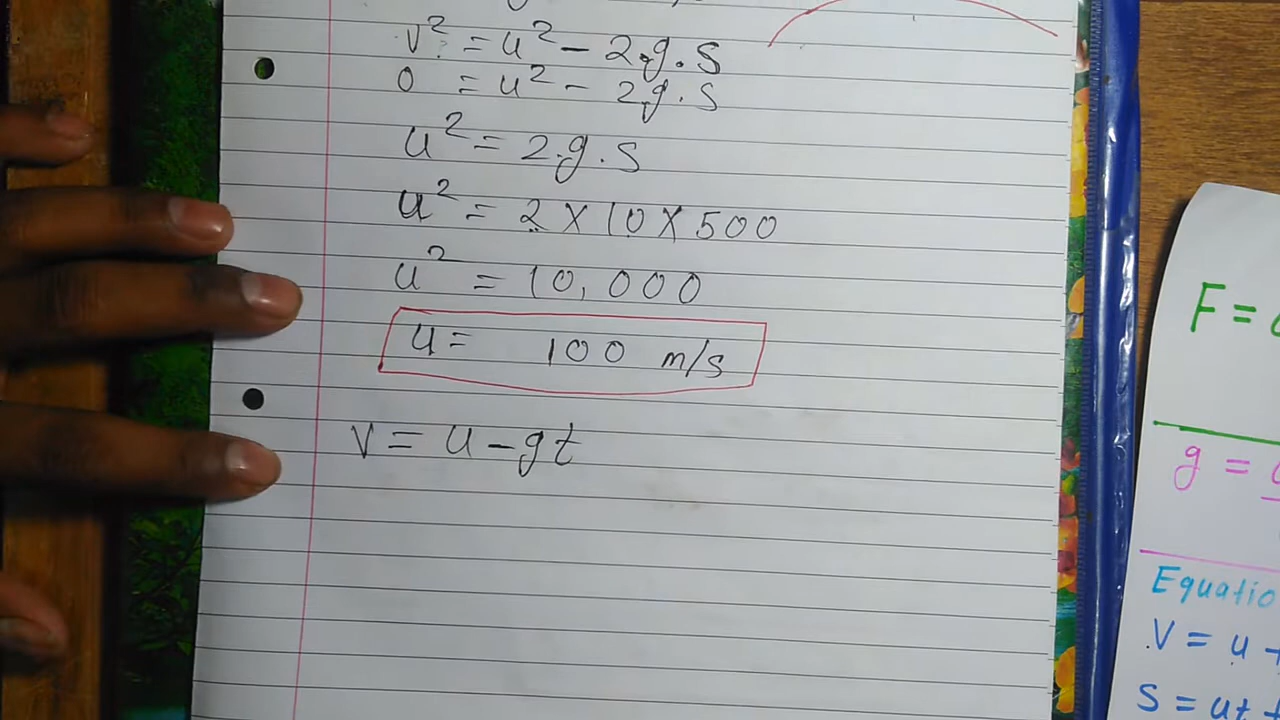 v² = u² - 2.g.s
0 = u² - 2.g.s
u² = 2.g.s
u² = 2 X 10 X 500
u² = 10,000
u = 100 m/s
v = u - gt
F =
g =
Equatio
V = u +
S = ut +